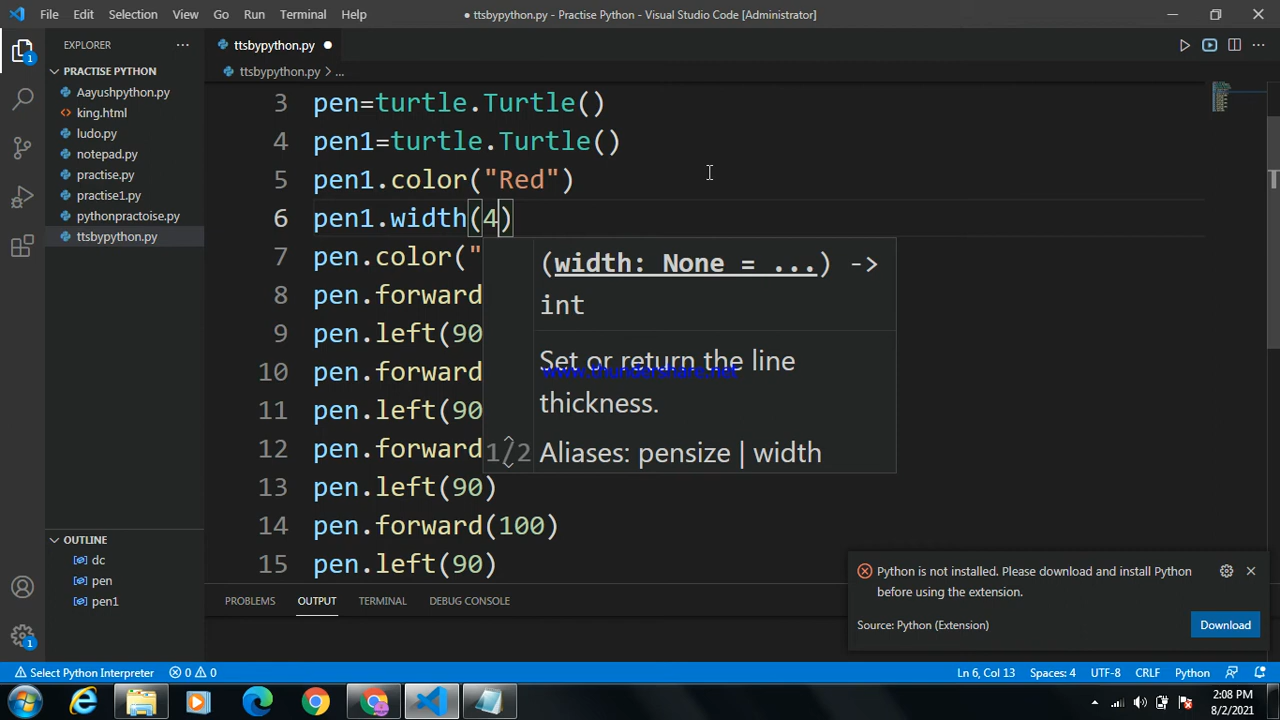 File Edit Selection View Go Run Terminal Help
● ttsbypython.py - Practise Python - Visual Studio Code [Administrator]
EXPLORER
PRACTISE PYTHON
Aayushpython.py
king.html
ludo.py
notepad.py
practise.py
practise1.py
pythonpractoise.py
ttsbypython.py
OUTLINE
dc
pen
pen1
ttsbypython.py
ttsbypython.py > ...
3 pen=turtle.Turtle()
4 pen1=turtle.Turtle()
5 pen1.color("Red")
6 pen1.width(4)
7 pen.color("
8 pen.forward
9 pen.left(90
10 pen.forward
11 pen.left(90
12 pen.forward
13 pen.left(90)
14 pen.forward(100)
15 pen.left(90)
(width: None = ...) ->
int
Set or return the line
thickness.
1/2 Aliases: pensize | width
www.thundershare.net
PROBLEMS OUTPUT TERMINAL DEBUG CONSOLE
Python is not installed. Please download and install Python
before using the extension.
Source: Python (Extension)
Download
Select Python Interpreter 0 0
Ln 6, Col 13 Spaces: 4 UTF-8 CRLF Python
2:08 PM
8/2/2021